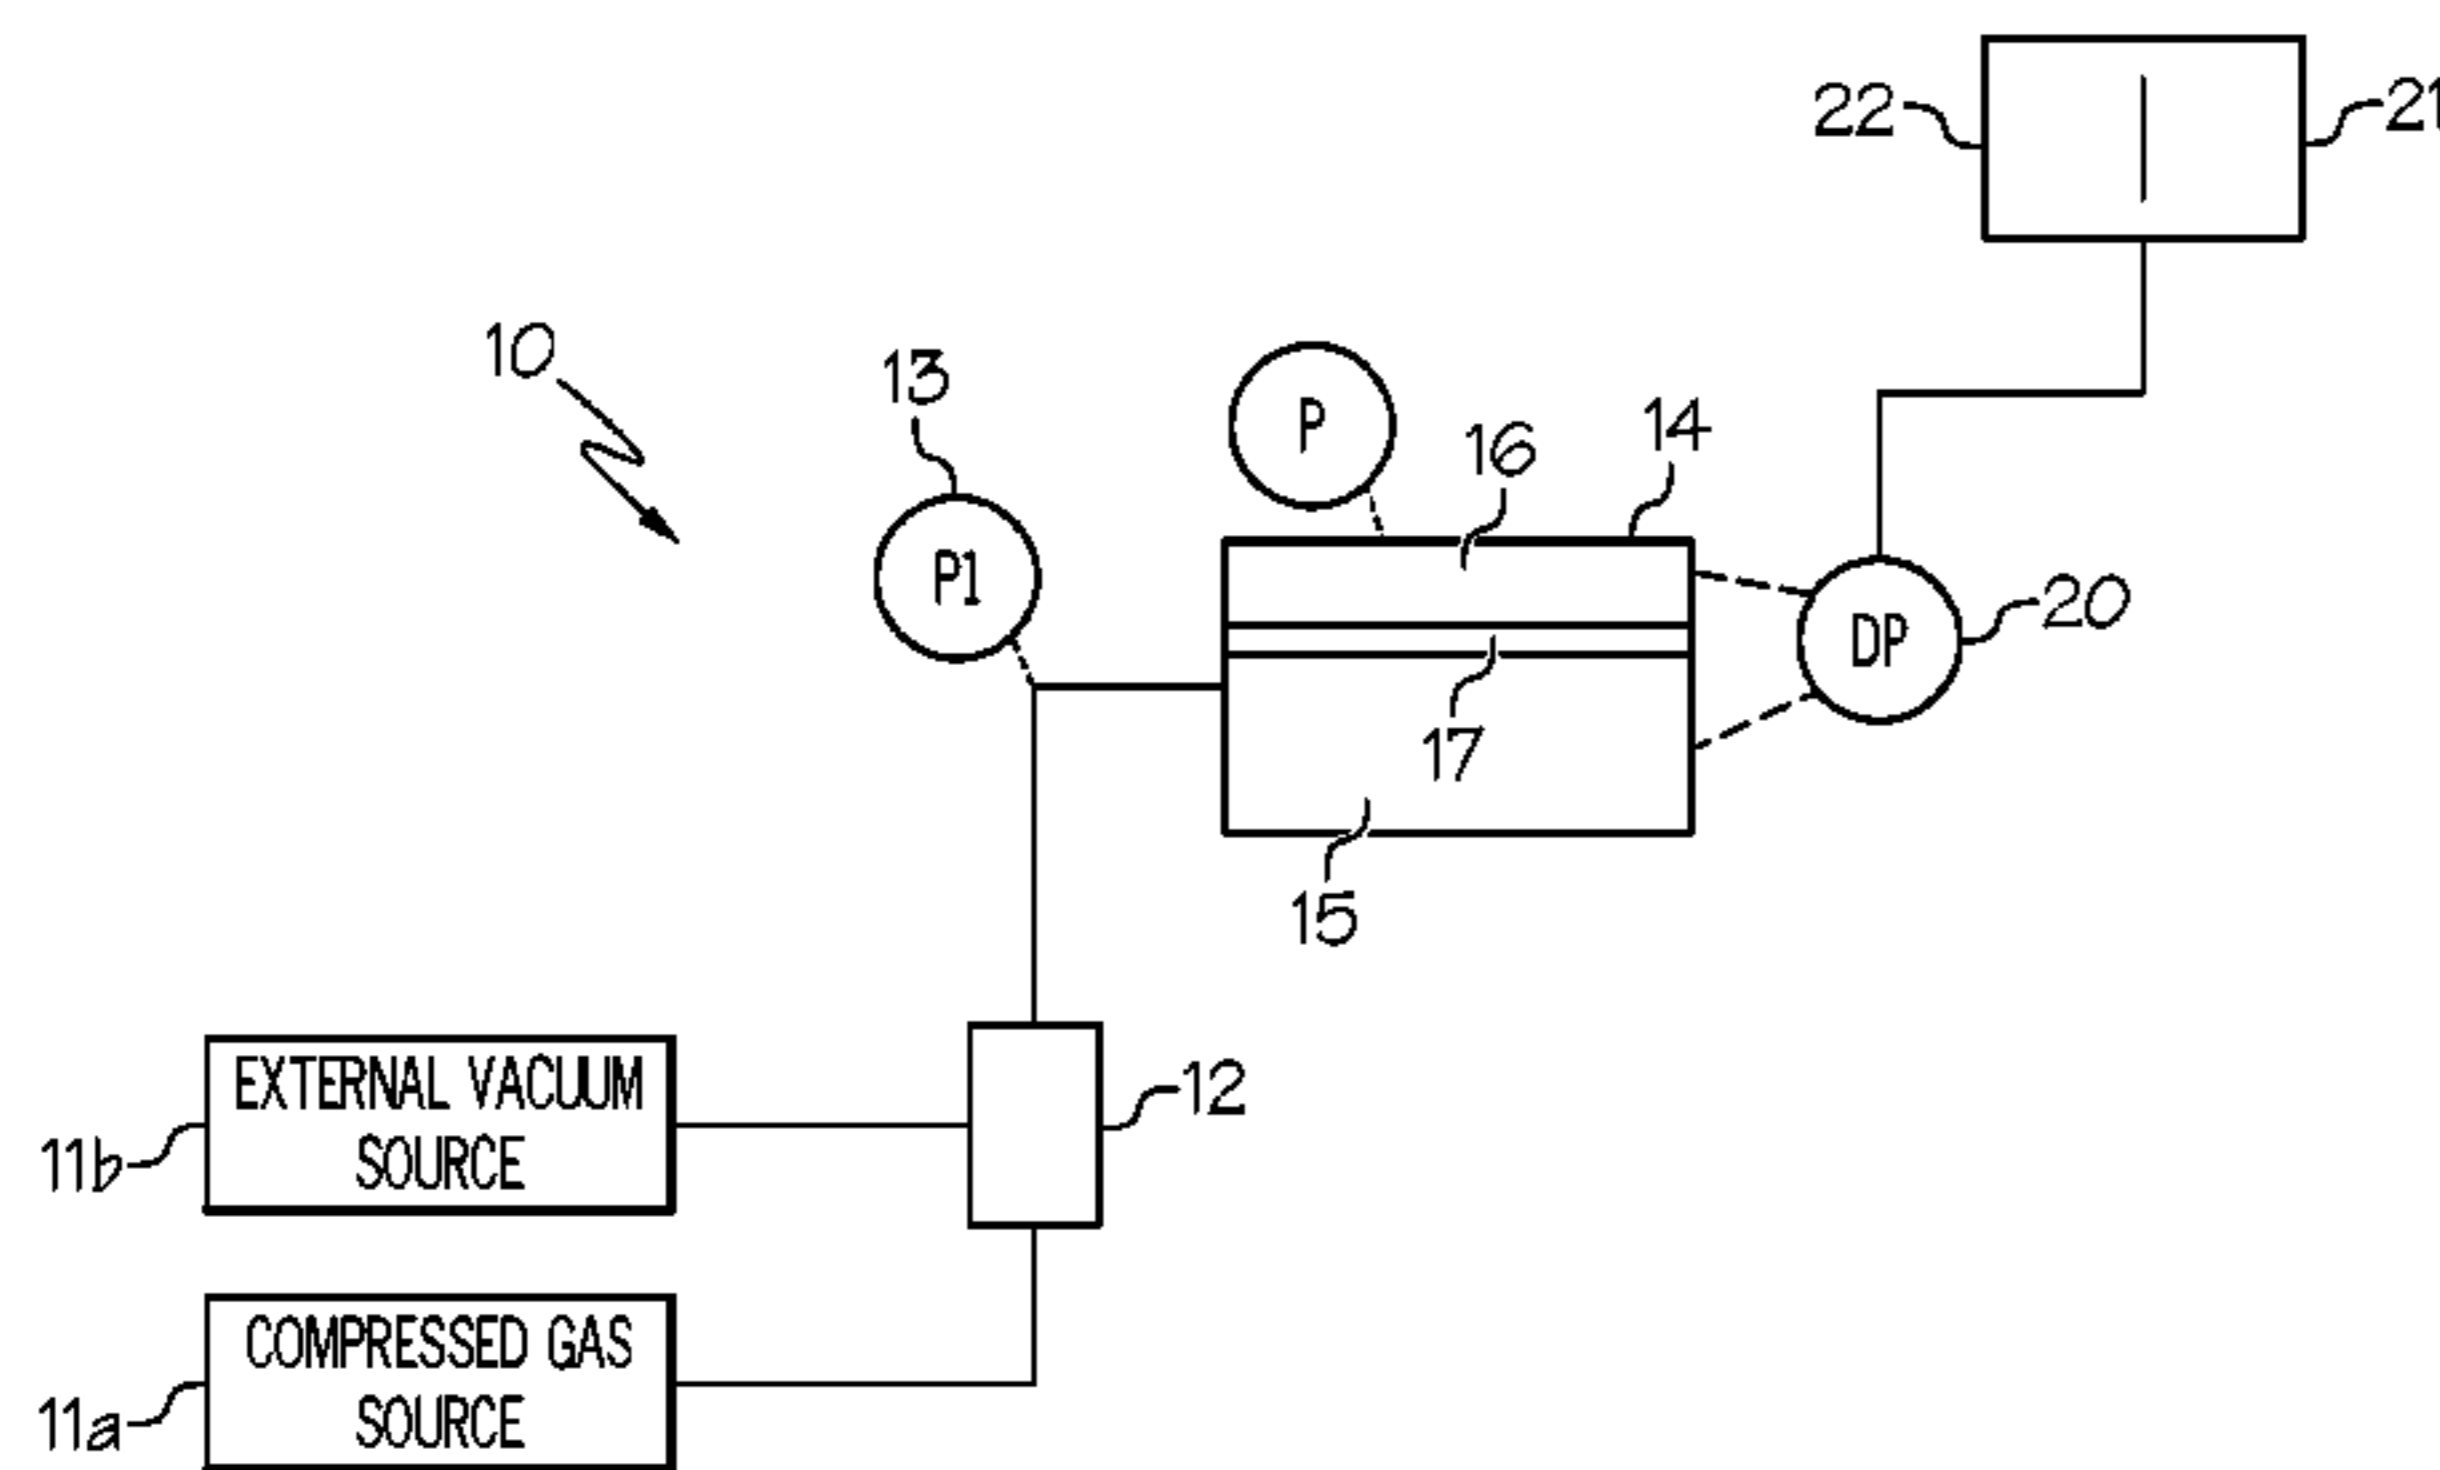 22
21
10
13
P
16
14
P1
DP
20
17
15
EXTERNAL VACUUM
SOURCE
11b
12
COMPRESSED GAS
SOURCE
11a